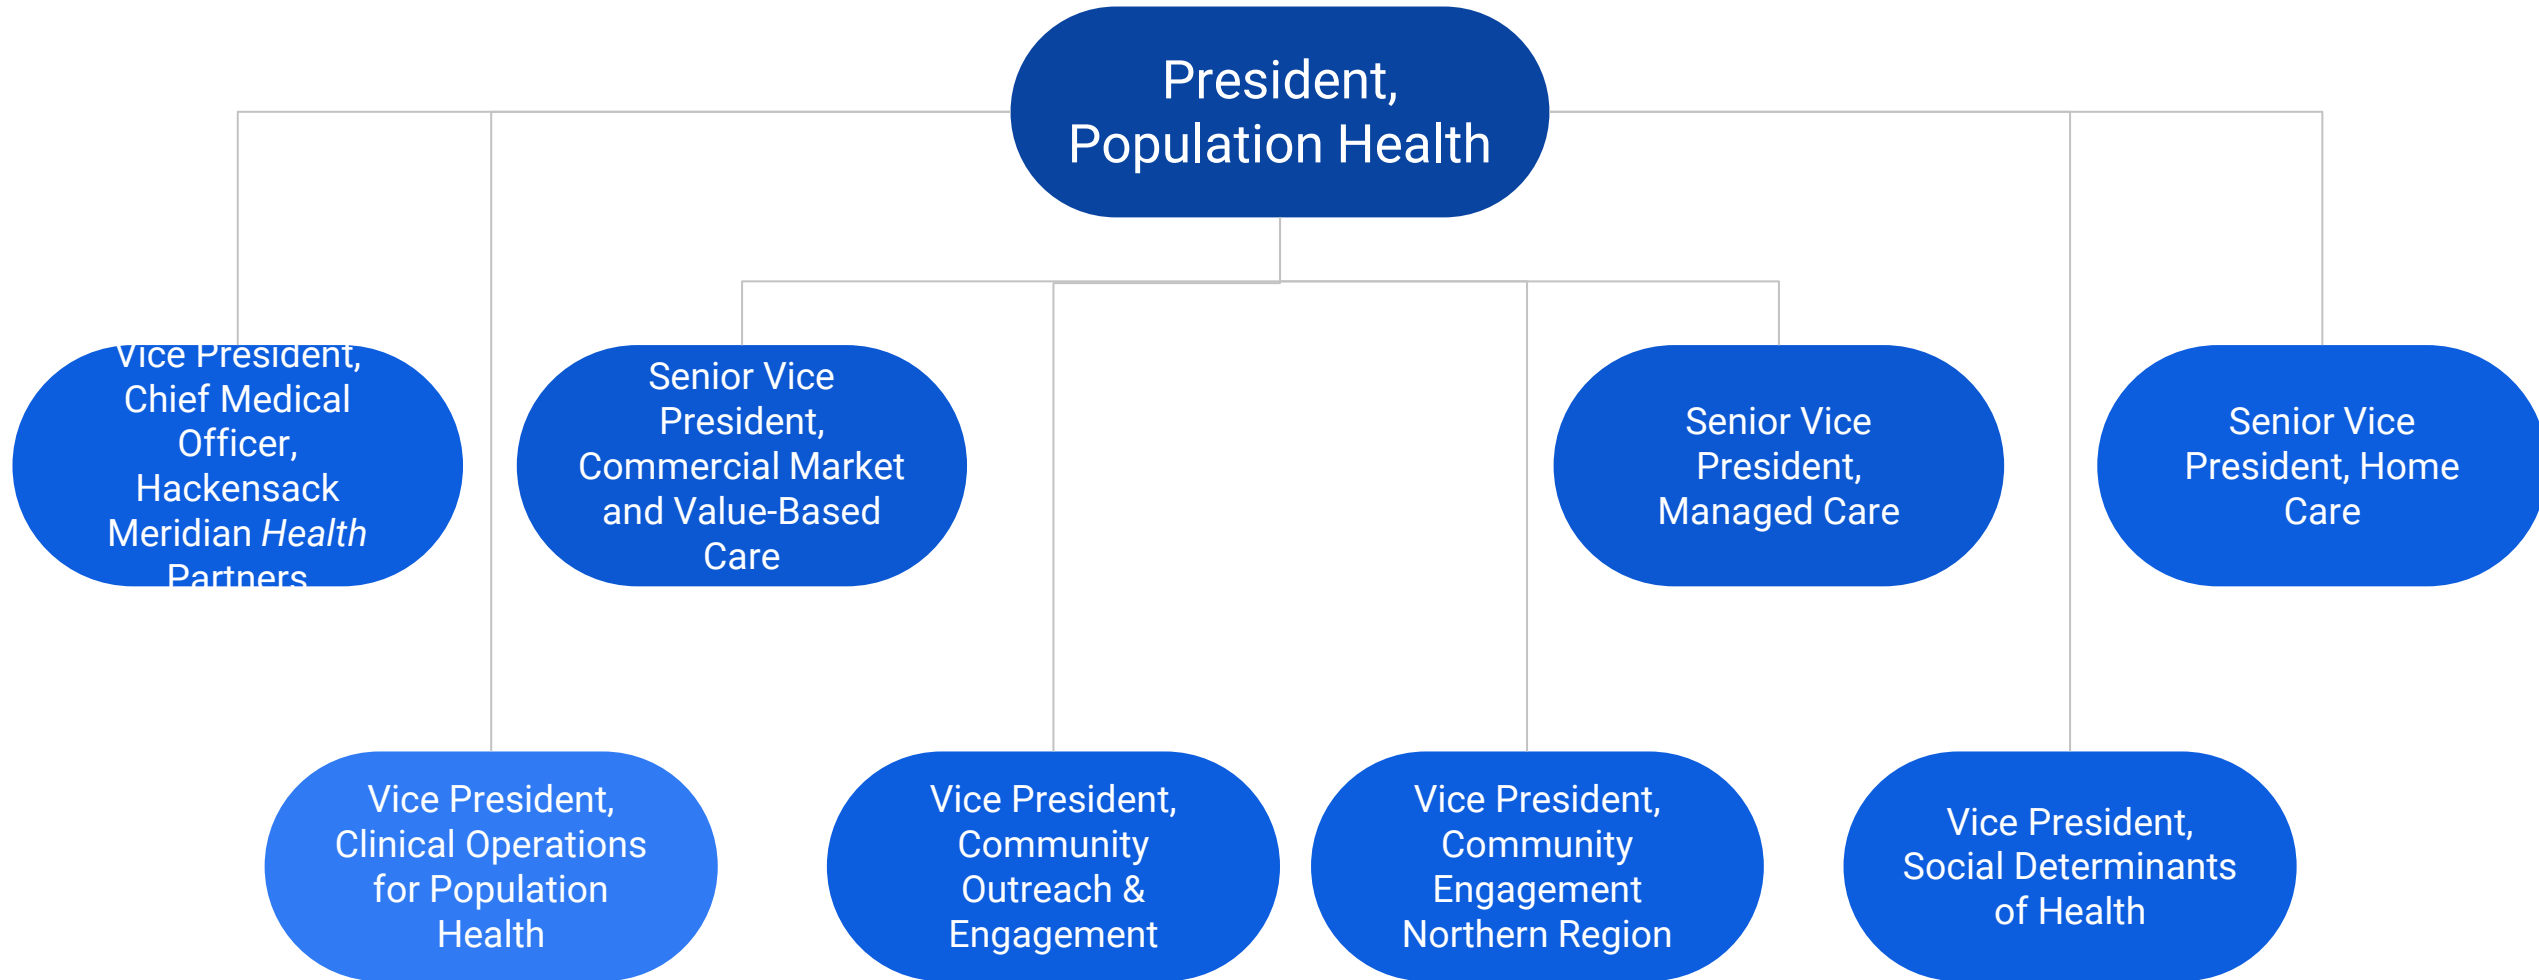 President,
Population Health
Vice President,
Chief Medical
Officer,
Hackensack
Meridian Health
Partners
Senior Vice
President,
Commercial Market
and Value-Based
Care
Senior Vice
President,
Managed Care
Senior Vice
President, Home
Care
Vice President,
Clinical Operations
for Population
Health
Vice President,
Community
Outreach &
Engagement
Vice President,
Community
Engagement
Northern Region
Vice President,
Social Determinants
of Health